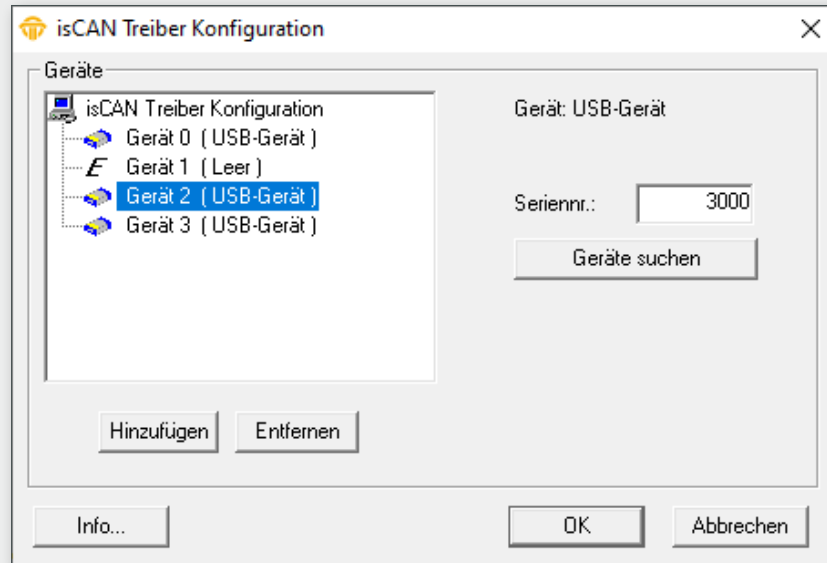 isCAN Treiber Konfiguration
Geräte
isCAN Treiber Konfiguration
Gerät 0 ( USB-Gerät )
E Gerät 1 ( Leer )
Gerät 2 ( USB-Gerät )
Gerät 3 ( USB-Gerät )
Gerät: USB-Gerät
Seriennr.: 3000
Geräte suchen
Hinzufügen Entfernen
Info... OK Abbrechen